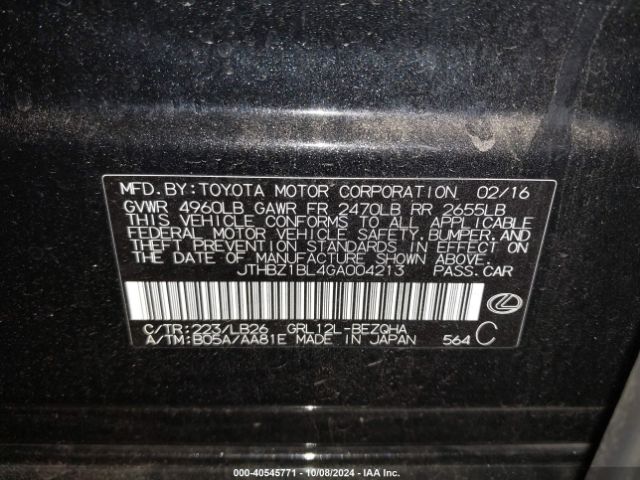 MFD. BY: TOYOTA MOTOR CORPORATION 02/16
GVWR 4960LB GAWR FR 2470LB RR 2655LB
THIS VEHICLE CONFORMS TO ALL APPLICABLE
FEDERAL MOTOR VEHICLE SAFETY, BUMPER, AND
THEFT PREVENTION STANDARDS IN EFFECT ON
THE DATE OF MANUFACTURE SHOWN ABOVE.
JTHBZ1BL4GA004213 PASS. CAR
C/TR: 223/LB26 GRL12L-BEZQHA
A/TM: B05A/AA81E MADE IN JAPAN 564 C
000-40545771 | 10/08/2024 | IAA Inc.